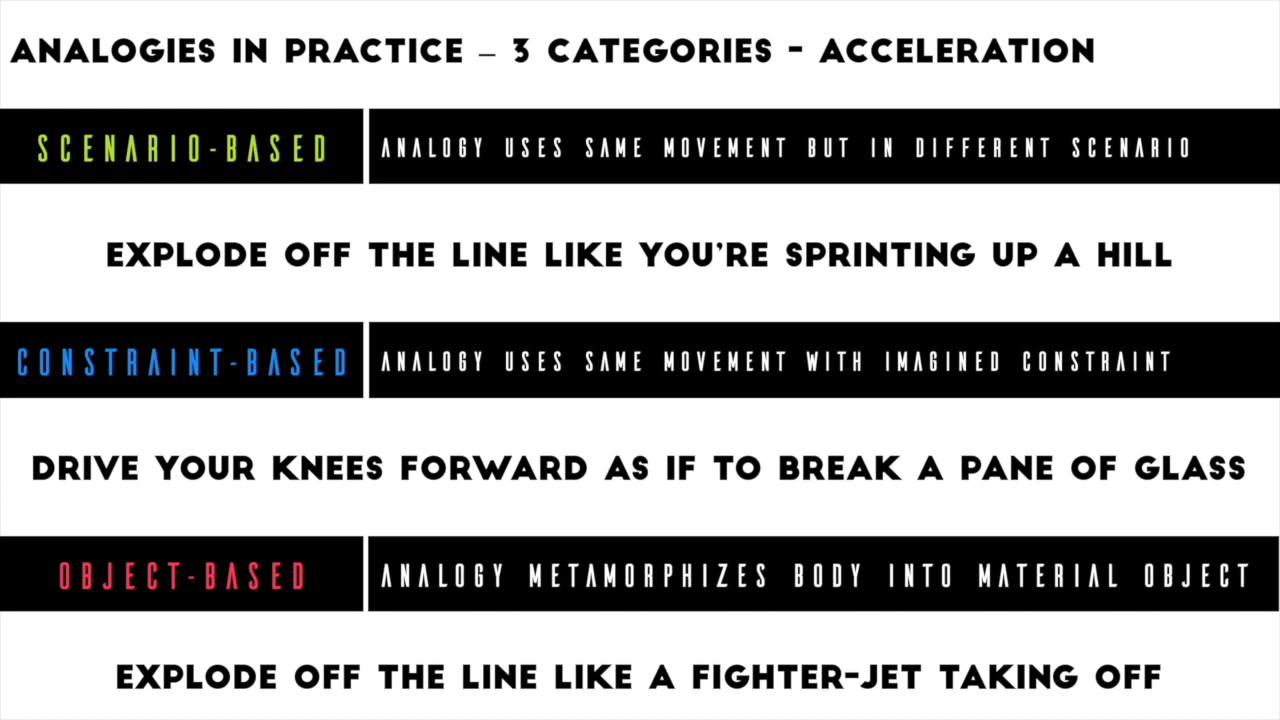 ANALOGIES IN PRACTICE – 3 CATEGORIES - ACCELERATION
SCENARIO-BASED
ANALOGY USES SAME MOVEMENT BUT IN DIFFERENT SCENARIO
EXPLODE OFF THE LINE LIKE YOU'RE SPRINTING UP A HILL
CONSTRAINT-BASED
ANALOGY USES SAME MOVEMENT WITH IMAGINED CONSTRAINT
DRIVE YOUR KNEES FORWARD AS IF TO BREAK A PANE OF GLASS
OBJECT-BASED
ANALOGY METAMORPHIZES BODY INTO MATERIAL OBJECT
EXPLODE OFF THE LINE LIKE A FIGHTER-JET TAKING OFF